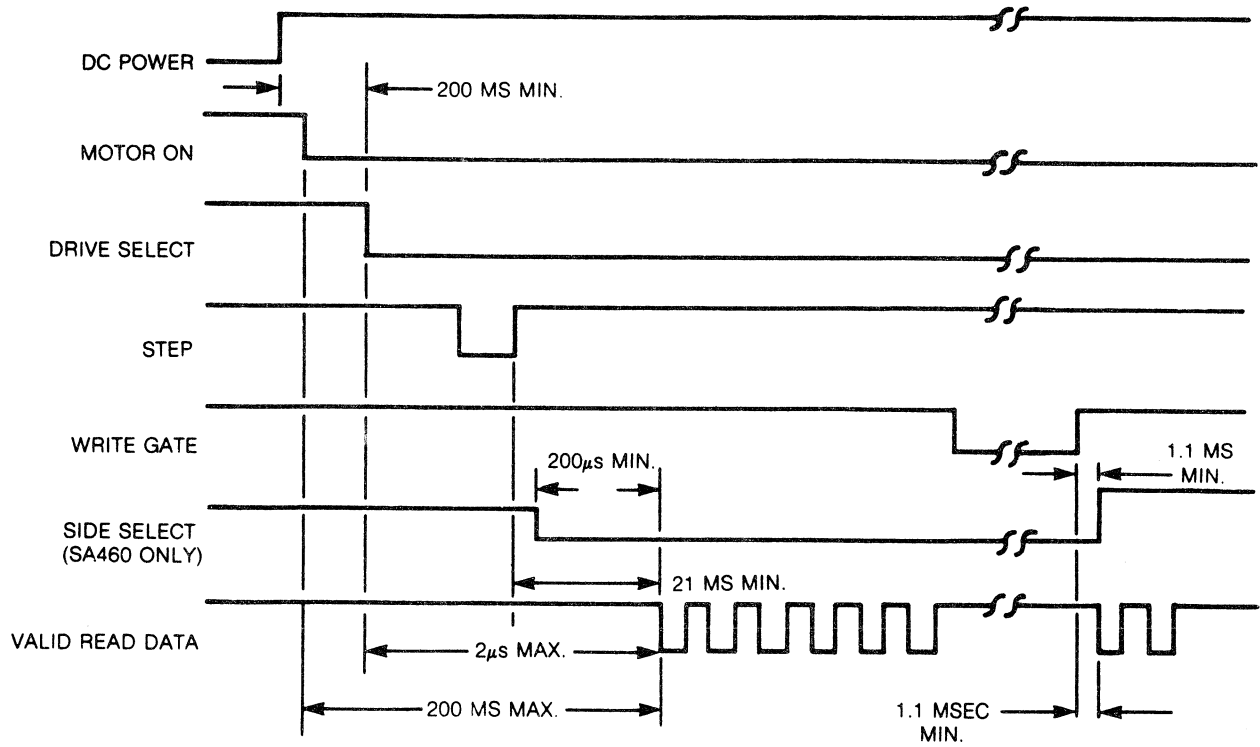 DC POWER
200 MS MIN.
MOTOR ON
DRIVE SELECT
STEP
WRITE GATE
1.1 MS
MIN.
200μs MIN.
SIDE SELECT
(SA460 ONLY)
21 MS MIN.
VALID READ DATA
2μs MAX.
200 MS MAX.
1.1 MSEC
MIN.